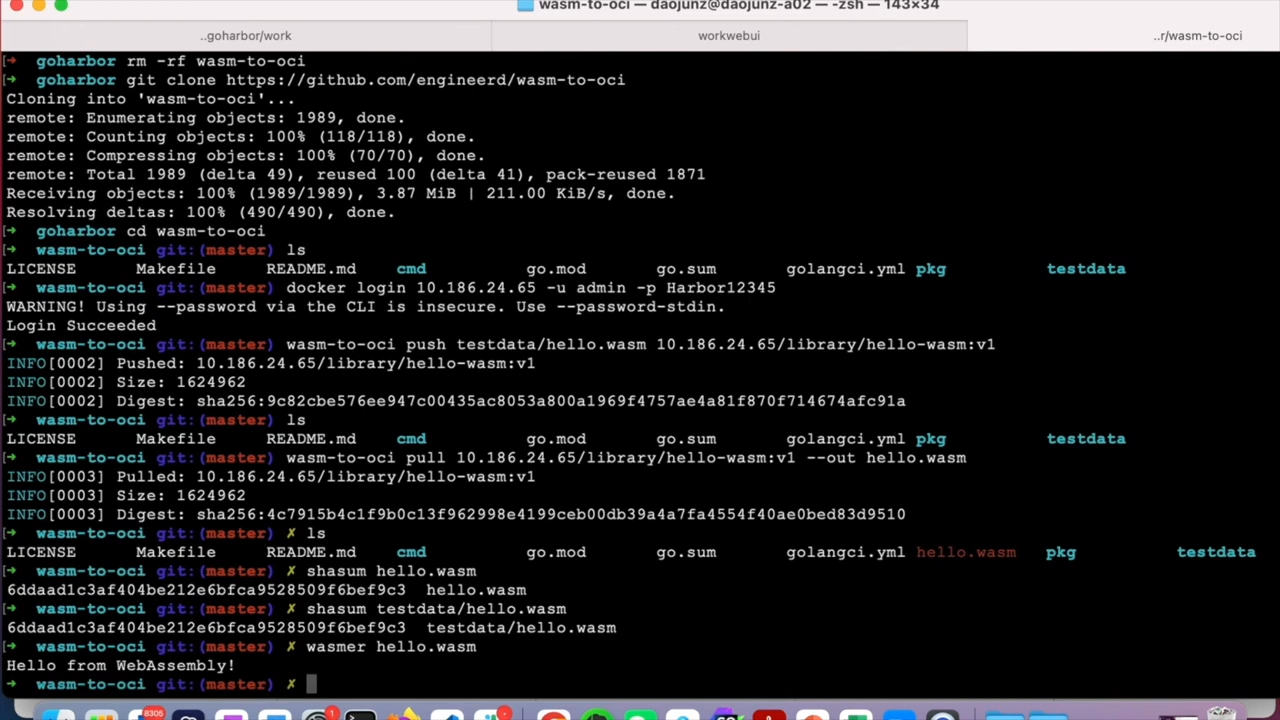 wasm-to-oci — daojunz@daojunz-a02 — -zsh — 143×34
..goharbor/work workwebui ..r/wasm-to-oci
[➜ goharbor rm -rf wasm-to-oci
[➜ goharbor git clone https://github.com/engineerd/wasm-to-oci
Cloning into 'wasm-to-oci'...
remote: Enumerating objects: 1989, done.
remote: Counting objects: 100% (118/118), done.
remote: Compressing objects: 100% (70/70), done.
remote: Total 1989 (delta 49), reused 100 (delta 41), pack-reused 1871
Receiving objects: 100% (1989/1989), 3.87 MiB | 211.00 KiB/s, done.
Resolving deltas: 100% (490/490), done.
[➜ goharbor cd wasm-to-oci
[➜ wasm-to-oci git:(master) ls
LICENSE Makefile README.md cmd go.mod go.sum golangci.yml pkg testdata
[➜ wasm-to-oci git:(master) docker login 10.186.24.65 -u admin -p Harbor12345
WARNING! Using --password via the CLI is insecure. Use --password-stdin.
Login Succeeded
[➜ wasm-to-oci git:(master) wasm-to-oci push testdata/hello.wasm 10.186.24.65/library/hello-wasm:v1
INFO[0002] Pushed: 10.186.24.65/library/hello-wasm:v1
INFO[0002] Size: 1624962
INFO[0002] Digest: sha256:9c82cbe576ee947c00435ac8053a800a1969f4757ae4a81f870f714674afc91a
[➜ wasm-to-oci git:(master) ls
LICENSE Makefile README.md cmd go.mod go.sum golangci.yml pkg testdata
[➜ wasm-to-oci git:(master) wasm-to-oci pull 10.186.24.65/library/hello-wasm:v1 --out hello.wasm
INFO[0003] Pulled: 10.186.24.65/library/hello-wasm:v1
INFO[0003] Size: 1624962
INFO[0003] Digest: sha256:4c7915b4c1f9b0c13f962998e4199ceb00db39a4a7fa4554f40ae0bed83d9510
[➜ wasm-to-oci git:(master) ✗ ls
LICENSE Makefile README.md cmd go.mod go.sum golangci.yml hello.wasm pkg testdata
[➜ wasm-to-oci git:(master) ✗ shasum hello.wasm
6ddaad1c3af404be212e6bfca9528509f6bef9c3 hello.wasm
[➜ wasm-to-oci git:(master) ✗ shasum testdata/hello.wasm
6ddaad1c3af404be212e6bfca9528509f6bef9c3 testdata/hello.wasm
[➜ wasm-to-oci git:(master) ✗ wasmer hello.wasm
Hello from WebAssembly!
➜ wasm-to-oci git:(master) ✗
8305 1